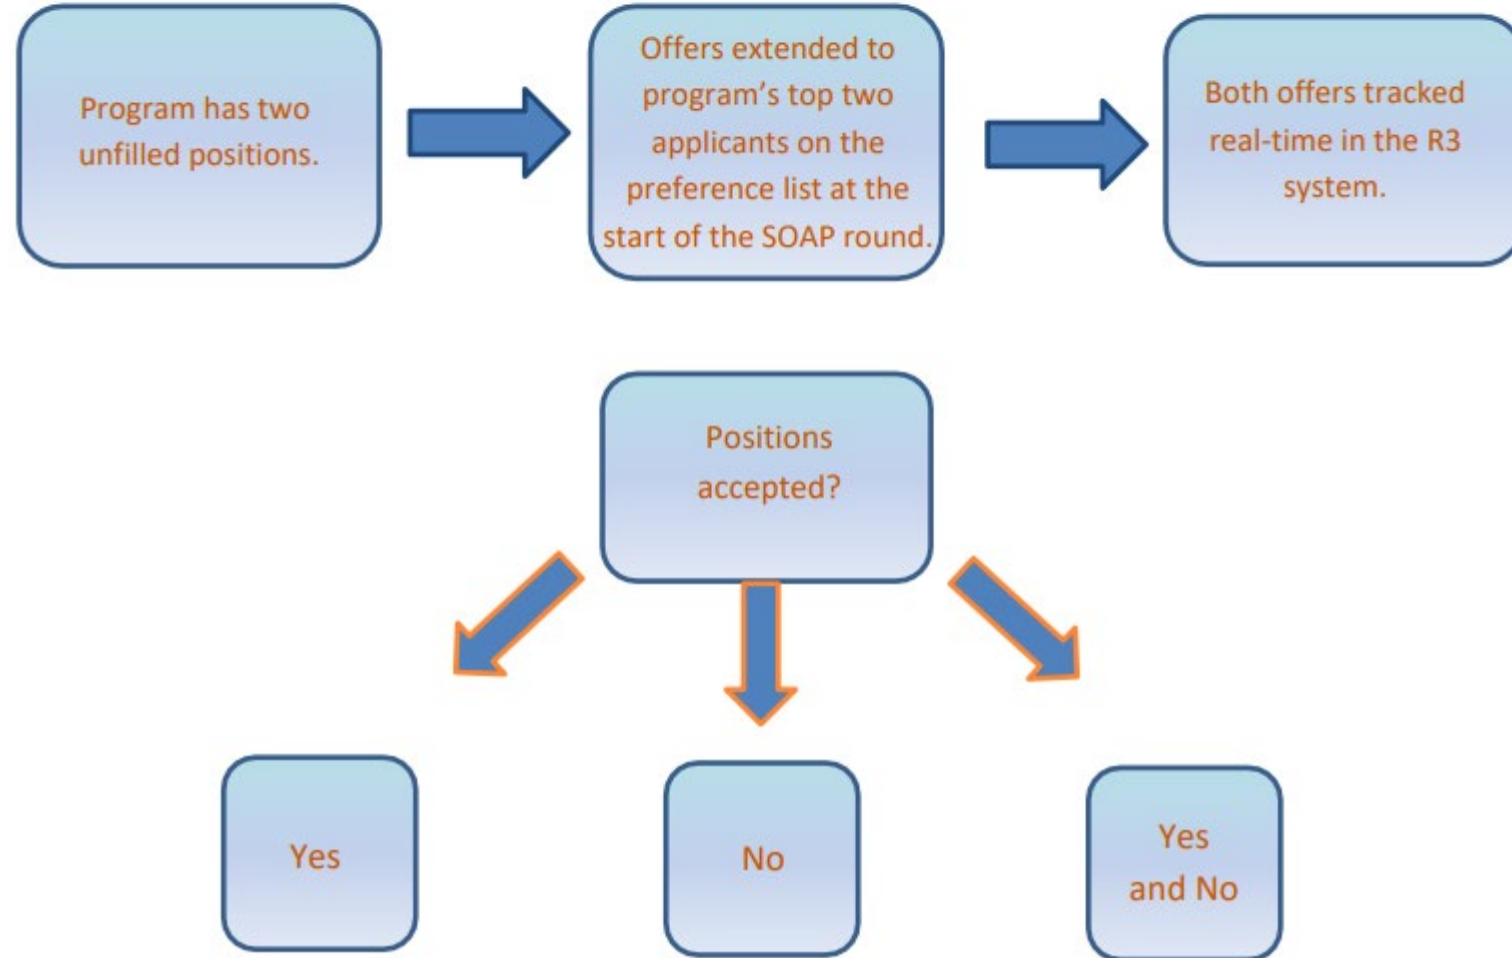 Program has two
unfilled positions.
Offers extended to
program's top two
applicants on the
preference list at the
start of the SOAP round.
Both offers tracked
real-time in the R3
system.
Positions
accepted?
Yes
No
Yes
and No